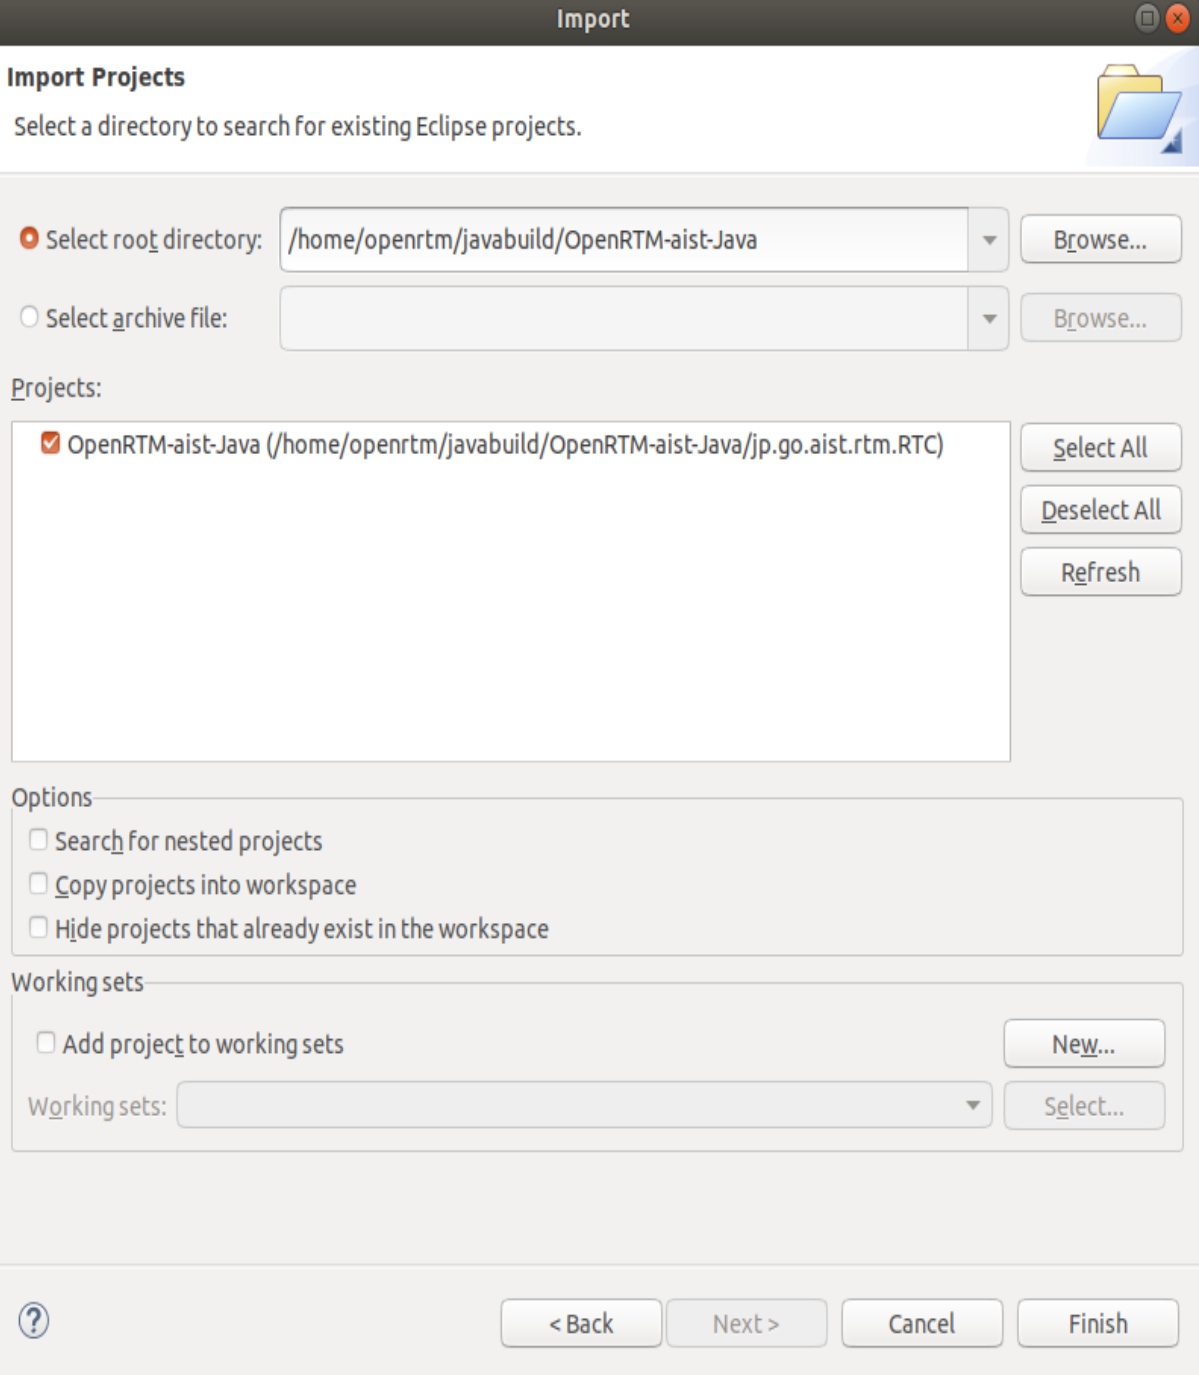 Import
Import Projects
Select a directory to search for existing Eclipse projects.
Select root directory: /home/openrtm/javabuild/OpenRTM-aist-Java Browse...
Select archive file: Browse...
Projects:
OpenRTM-aist-Java (/home/openrtm/javabuild/OpenRTM-aist-Java/jp.go.aist.rtm.RTC) Select All
Deselect All
Refresh
Options
Search for nested projects
Copy projects into workspace
Hide projects that already exist in the workspace
Working sets
Add project to working sets New...
Working sets: Select...
? < Back Next > Cancel Finish